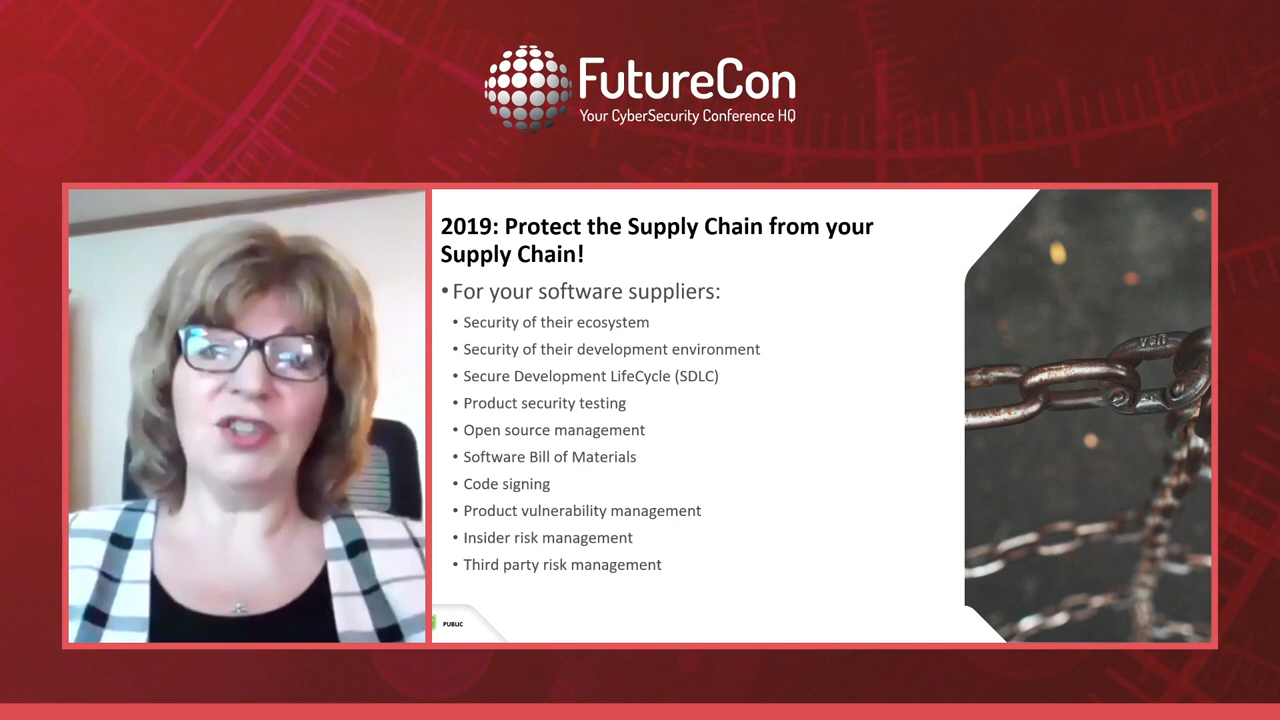 FutureCon
Your CyberSecurity Conference HQ
2019: Protect the Supply Chain from your
Supply Chain!
• For your software suppliers:
• Security of their ecosystem
• Security of their development environment
• Secure Development LifeCycle (SDLC)
• Product security testing
• Open source management
• Software Bill of Materials
• Code signing
• Product vulnerability management
• Insider risk management
• Third party risk management
PUBLIC